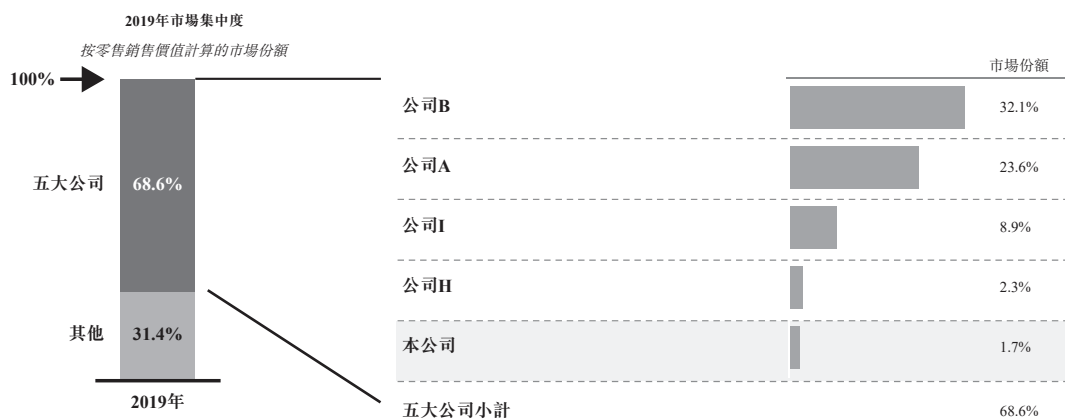 2019年市場集中度
按零售銷售價值計算的市場份額
100%
五大公司 68.6%
其他 31.4%
2019年
市場份額
公司B 32.1%
公司A 23.6%
公司I 8.9%
公司H 2.3%
本公司 1.7%
五大公司小計 68.6%